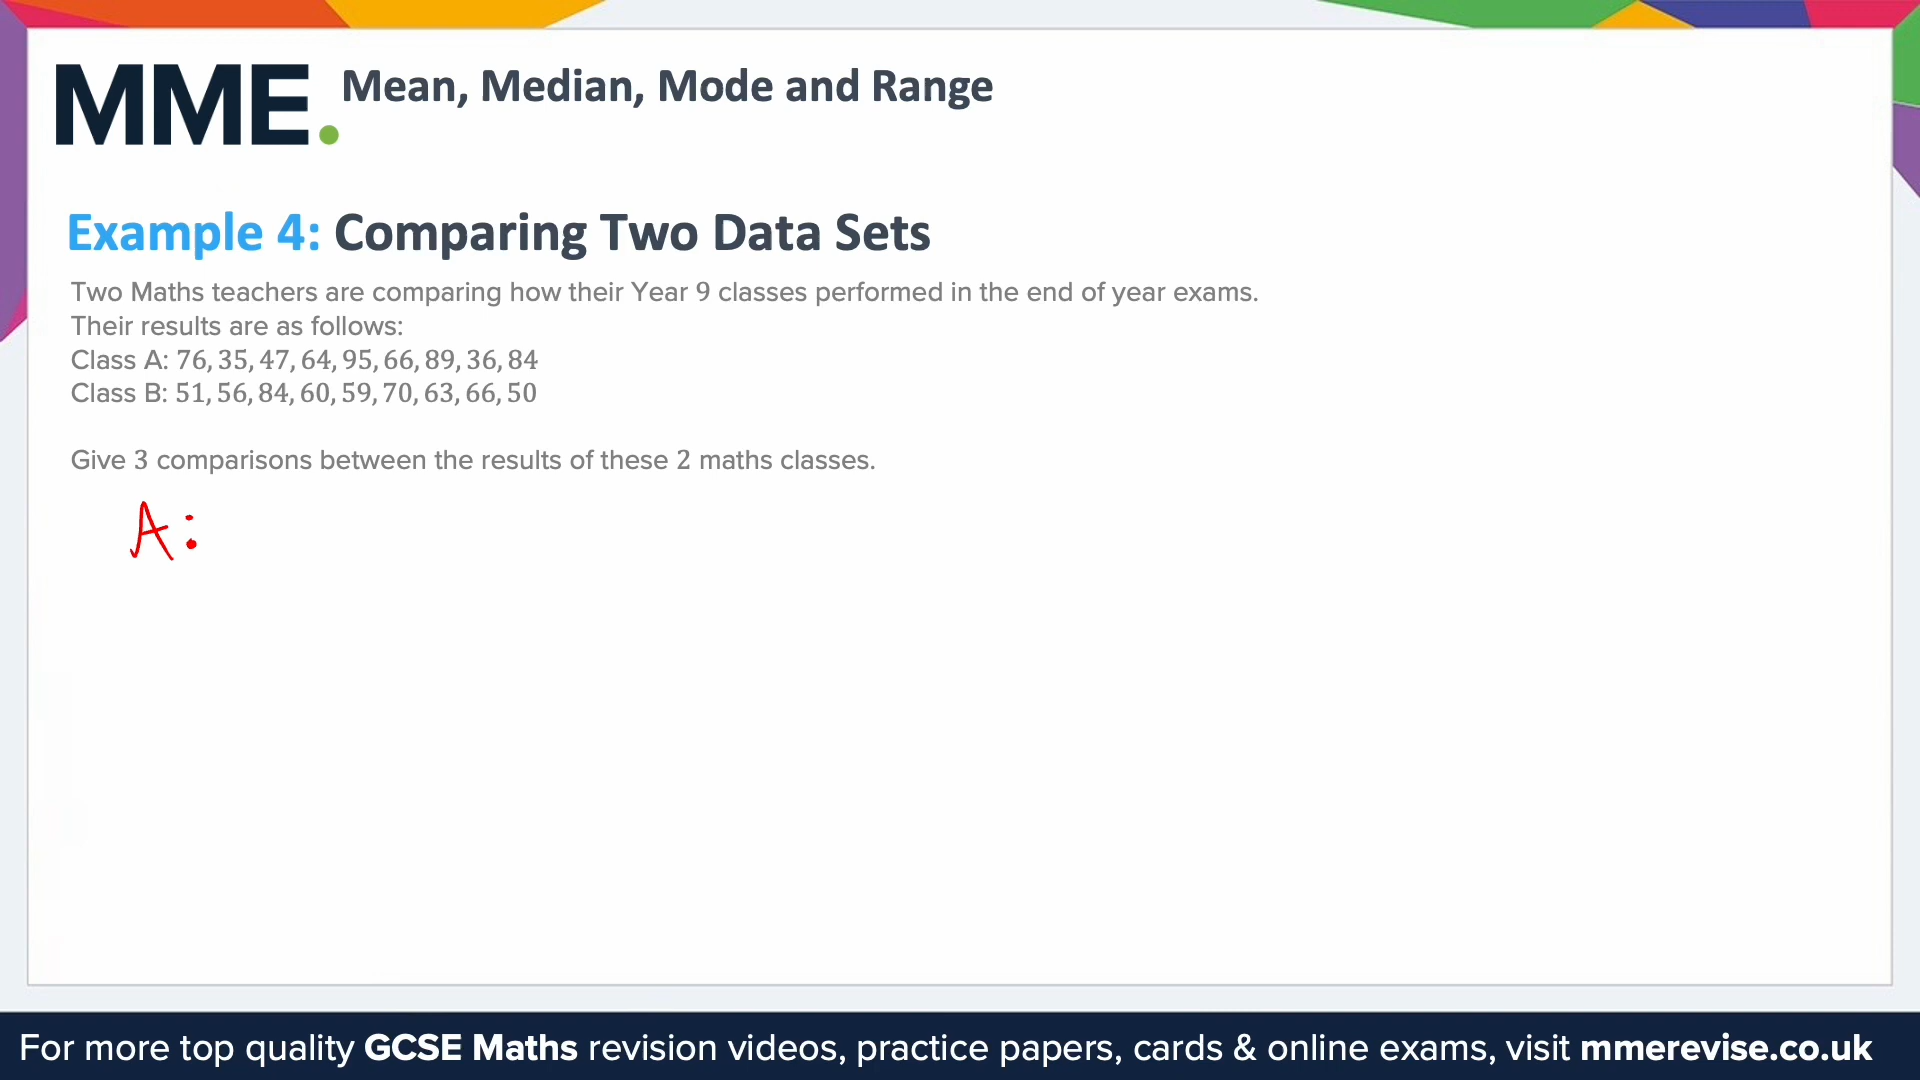 MME. Mean, Median, Mode and Range
Example 4: Comparing Two Data Sets
Two Maths teachers are comparing how their Year 9 classes performed in the end of year exams.
Their results are as follows:
Class A: 76, 35, 47, 64, 95, 66, 89, 36, 84
Class B: 51, 56, 84, 60, 59, 70, 63, 66, 50
Give 3 comparisons between the results of these 2 maths classes.
A:
For more top quality GCSE Maths revision videos, practice papers, cards & online exams, visit mmerevise.co.uk